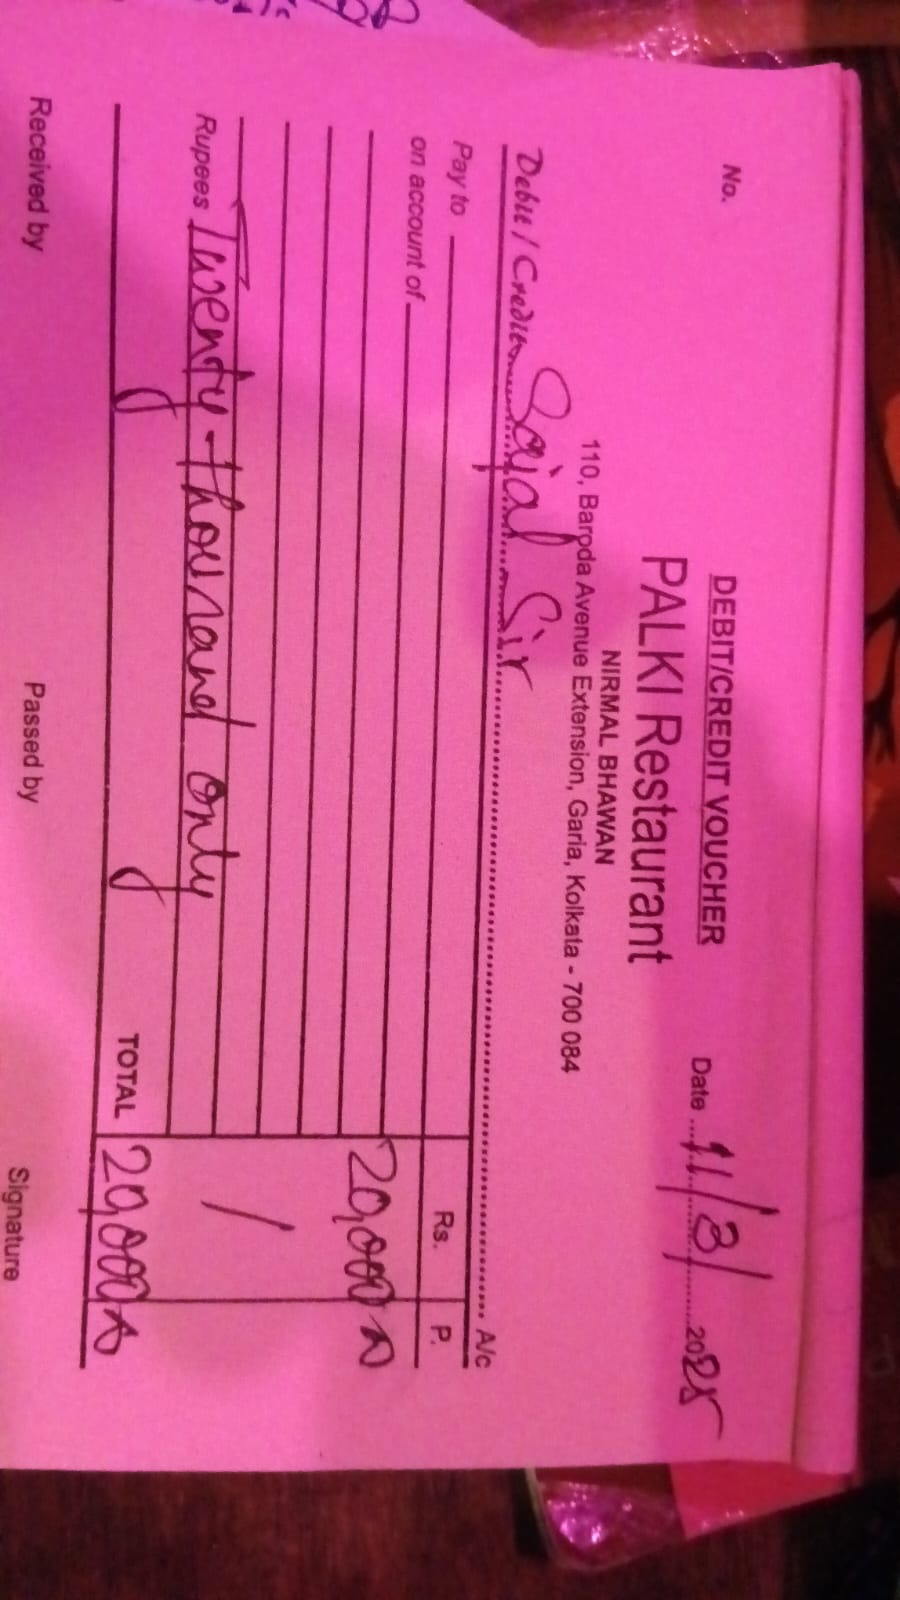 DEBIT/CREDIT VOUCHER
No.
Date 11/3/2025
PALKI Restaurant
NIRMAL BHAWAN
110, Baroda Avenue Extension, Garia, Kolkata - 700 084
Debit / Credit Sajal Sir A/c
Pay to
Rs. P.
on account of
20,000
Rupees Twenty thousand only
TOTAL 20,000
Received by
Passed by
Signature